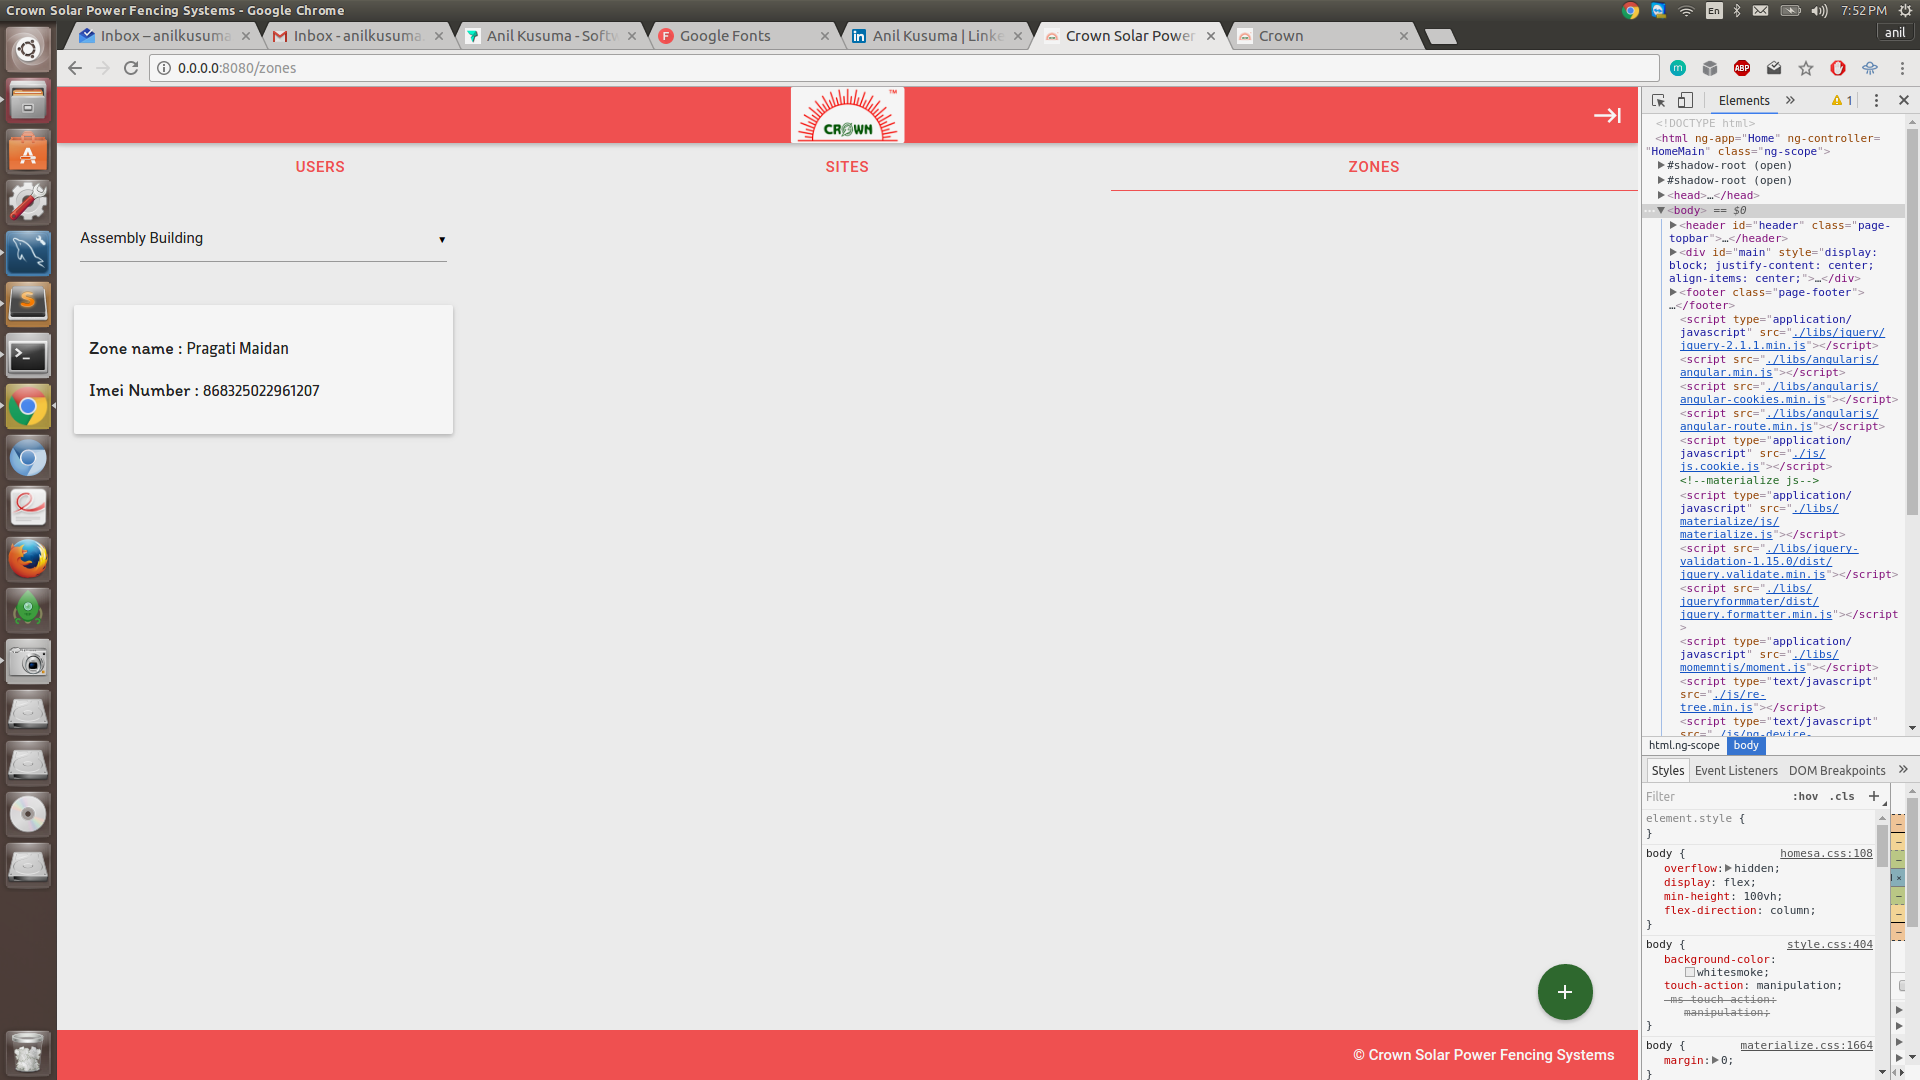 Crown Solar Power Fencing Systems - Google Chrome
En
7:52 PM
Inbox – anilkusuma
Inbox - anilkusuma
Anil Kusuma - Softw
Google Fonts
Anil Kusuma | Linke
Crown Solar Power
Crown
anil
0.0.0.0:8080/zones
ABP
CROWN
TM
USERS
SITES
ZONES
Assembly Building
Zone name : Pragati Maidan
Imei Number : 868325022961207
+
© Crown Solar Power Fencing Systems
Elements
1
<!DOCTYPE html>
<html ng-app="Home" ng-controller=
"HomeMain" class="ng-scope">
#shadow-root (open)
#shadow-root (open)
<head>…</head>
<body> == $0
<header id="header" class="page-
topbar">…</header>
<div id="main" style="display:
block; justify-content: center;
align-items: center;">…</div>
<footer class="page-footer">
…</footer>
<script type="application/
javascript" src="./libs/jquery/
jquery-2.1.1.min.js"></script>
<script src="./libs/angularjs/
angular.min.js"></script>
<script src="./libs/angularjs/
angular-cookies.min.js"></script>
<script src="./libs/angularjs/
angular-route.min.js"></script>
<script type="application/
javascript" src="./js/
js.cookie.js"></script>
<!--materialize js-->
<script type="application/
javascript" src="./libs/
materialize/js/
materialize.js"></script>
<script src="./libs/jquery-
validation-1.15.0/dist/
jquery.validate.min.js"></script>
<script src="./libs/
jqueryformmater/dist/
jquery.formatter.min.js"></script
>
<script type="application/
javascript" src="./libs/
momemntjs/moment.js"></script>
<script type="text/javascript"
src="./js/re-
tree.min.js"></script>
<script type="text/javascript"
src="./js/ng-device-
html.ng-scope body
Styles Event Listeners DOM Breakpoints
Filter :hov .cls +
element.style {
}
body { homesa.css:108
overflow: hidden;
display: flex;
min-height: 100vh;
flex-direction: column;
}
body { style.css:404
background-color:
whitesmoke;
touch-action: manipulation;
-ms-touch-action:
manipulation;
}
body { materialize.css:1664
margin: 0;
}